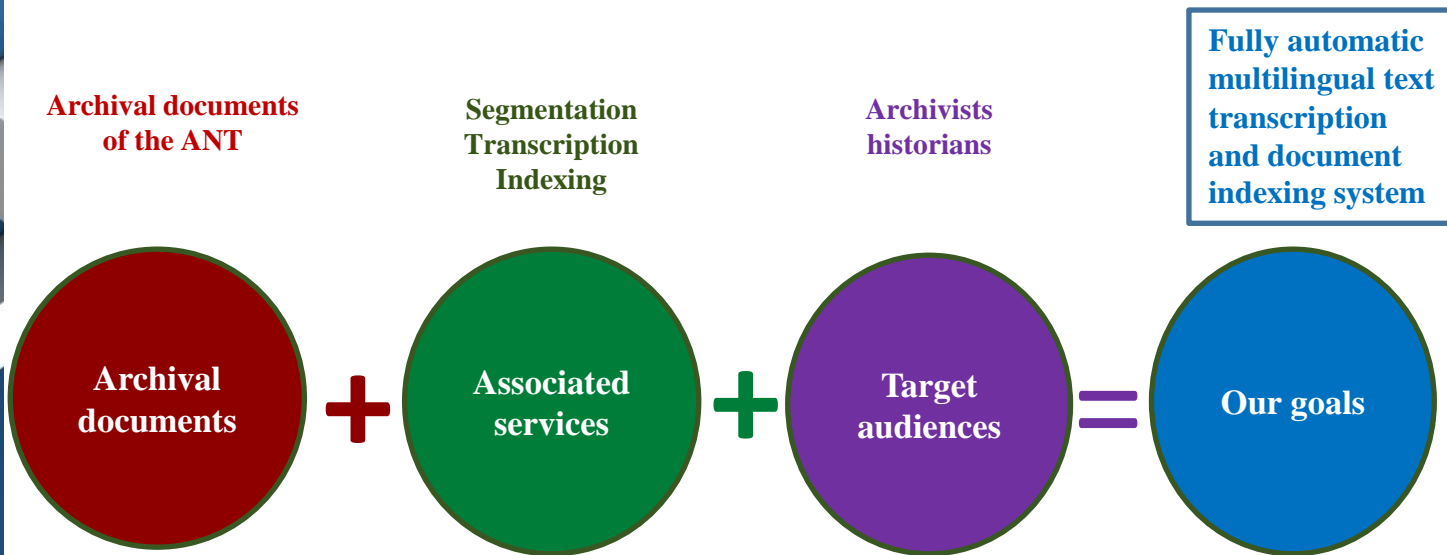 Archival documents
of the ANT
Segmentation
Transcription
Indexing
Archivists
historians
Fully automatic
multilingual text
transcription
and document
indexing system
Archival
documents
+
Associated
services
+
Target
audiences
=
Our goals